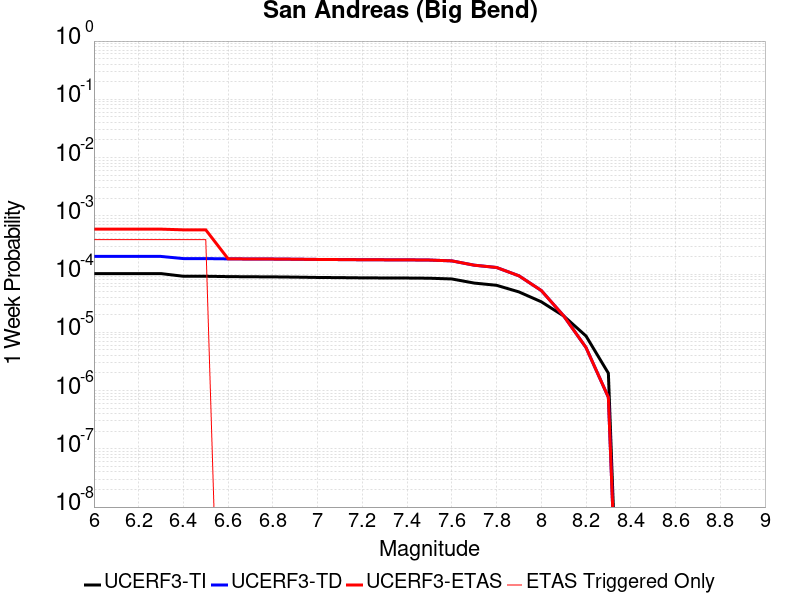 San Andreas (Big Bend)
10^0
10^-1
10^-2
10^-3
10^-4
10^-5
10^-6
10^-7
10^-8
1 Week Probability
6 6.2 6.4 6.6 6.8 7 7.2 7.4 7.6 7.8 8 8.2 8.4 8.6 8.8 9
Magnitude
UCERF3-TI UCERF3-TD UCERF3-ETAS ETAS Triggered Only